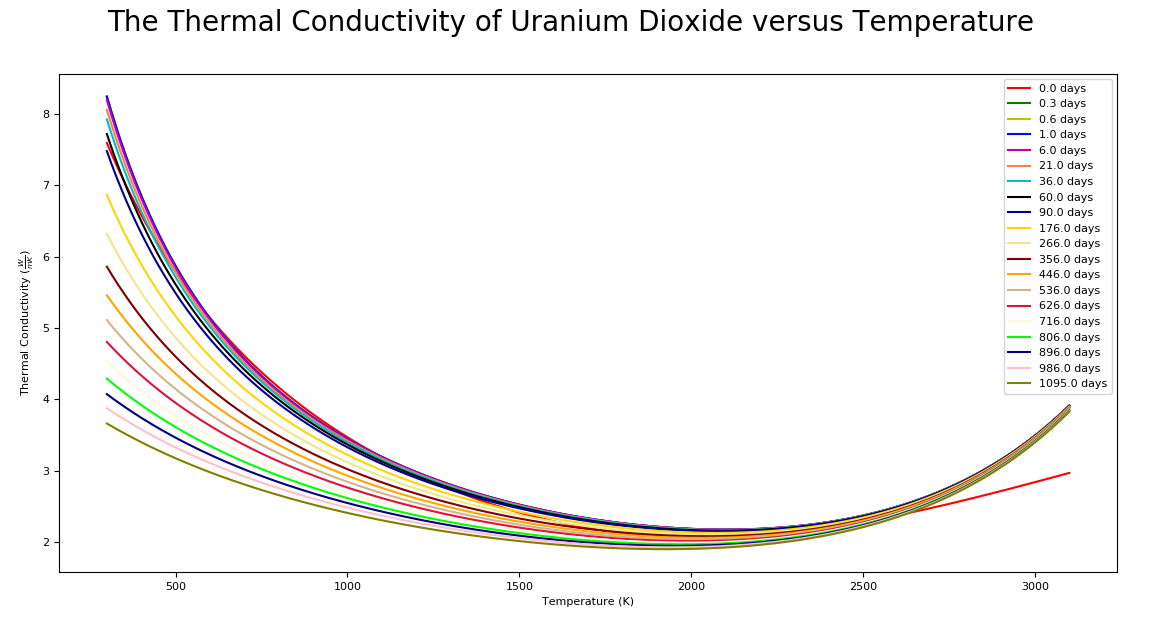 The Thermal Conductivity of Uranium Dioxide versus Temperature
8
7
6
5
4
3
2
Thermal Conductivity (W/mK)
500
1000
1500
2000
2500
3000
Temperature (K)
0.0 days
0.3 days
0.6 days
1.0 days
6.0 days
21.0 days
36.0 days
60.0 days
90.0 days
176.0 days
266.0 days
356.0 days
446.0 days
536.0 days
626.0 days
716.0 days
806.0 days
896.0 days
986.0 days
1095.0 days